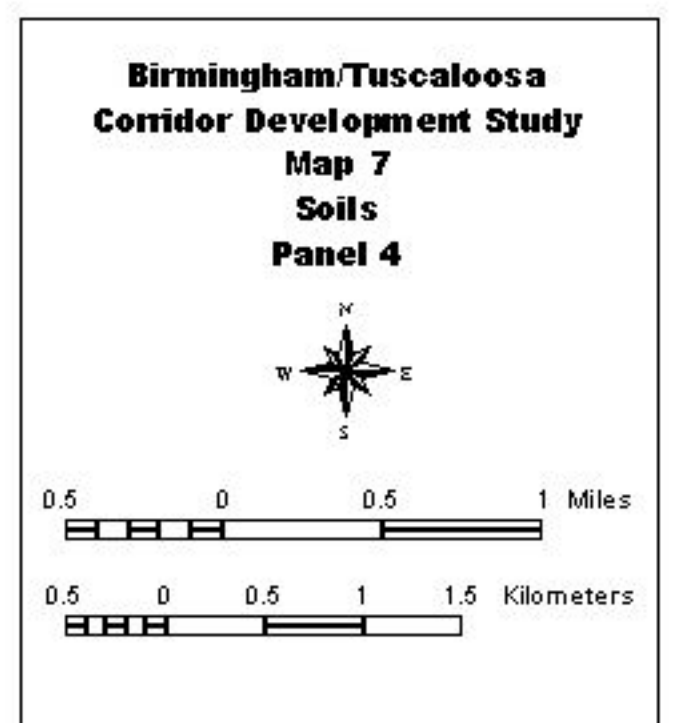 Birmingham/Tuscaloosa
Corridor Development Study
Map 7
Soils
Panel 4
N
W E
S
0.5 0 0.5 1 Miles
0.5 0 0.5 1 1.5 Kilometers